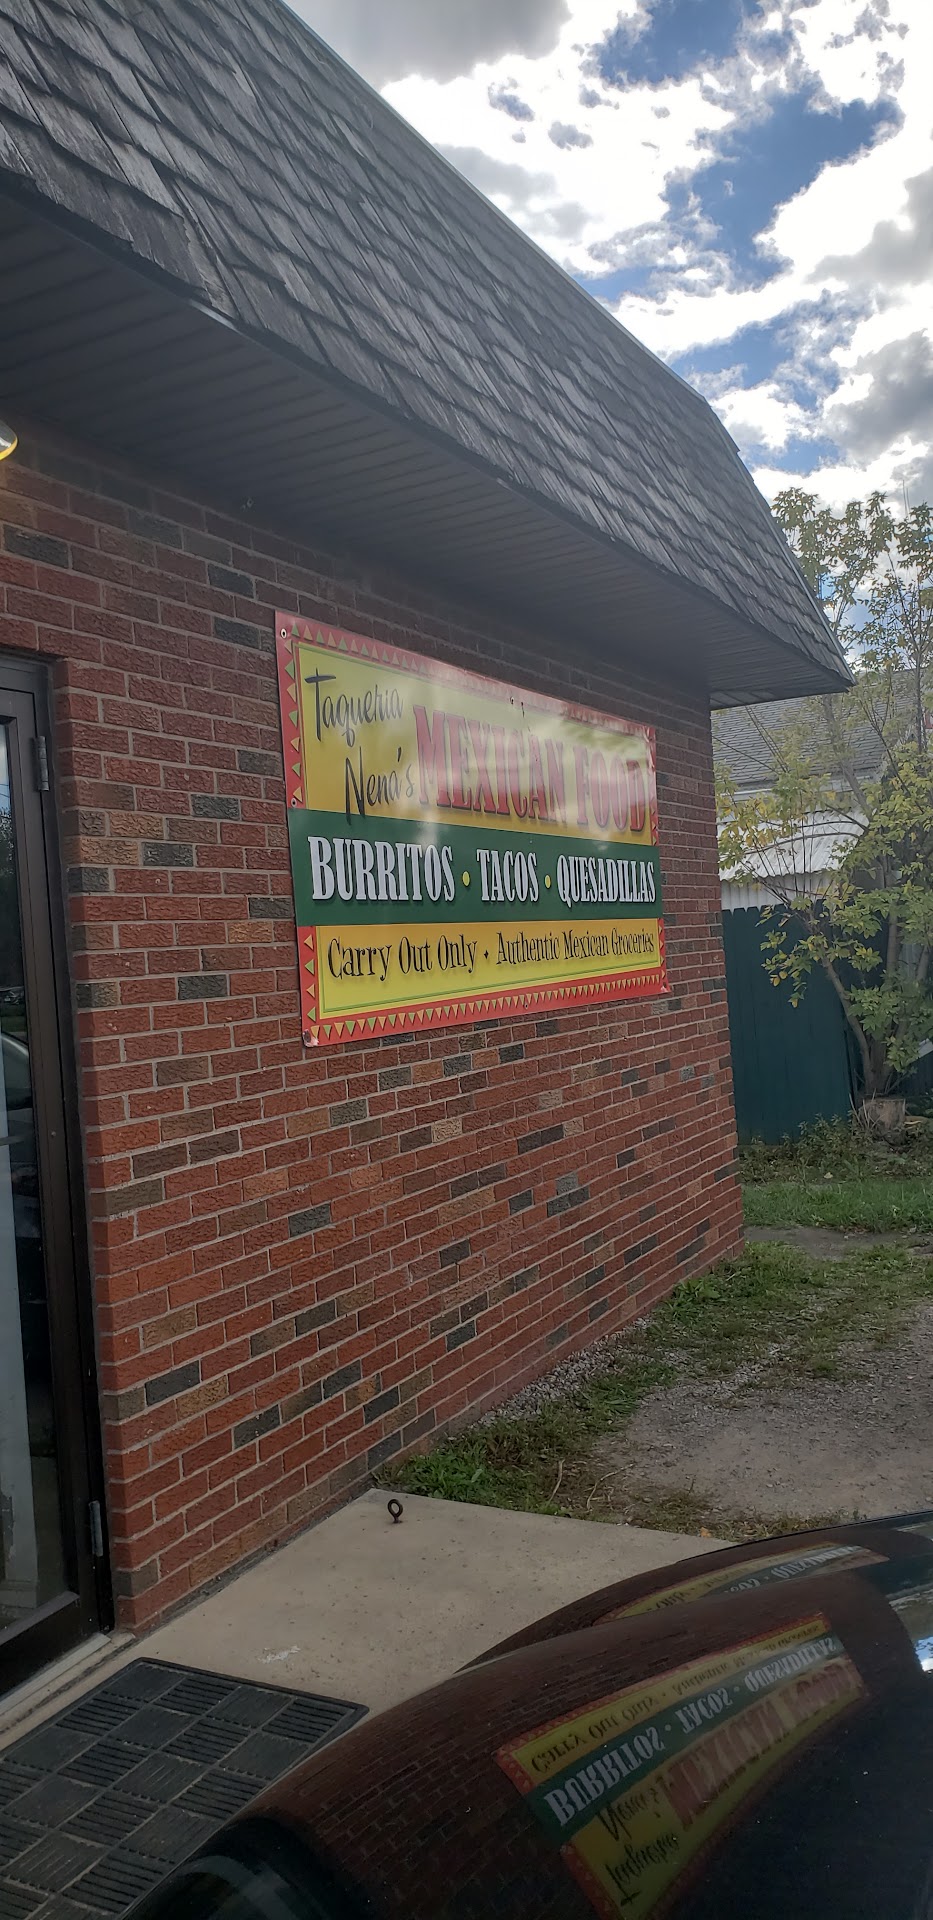 Taqueria
Nena's MEXICAN FOOD
BURRITOS • TACOS • QUESADILLAS
Carry Out Only • Authentic Mexican Groceries